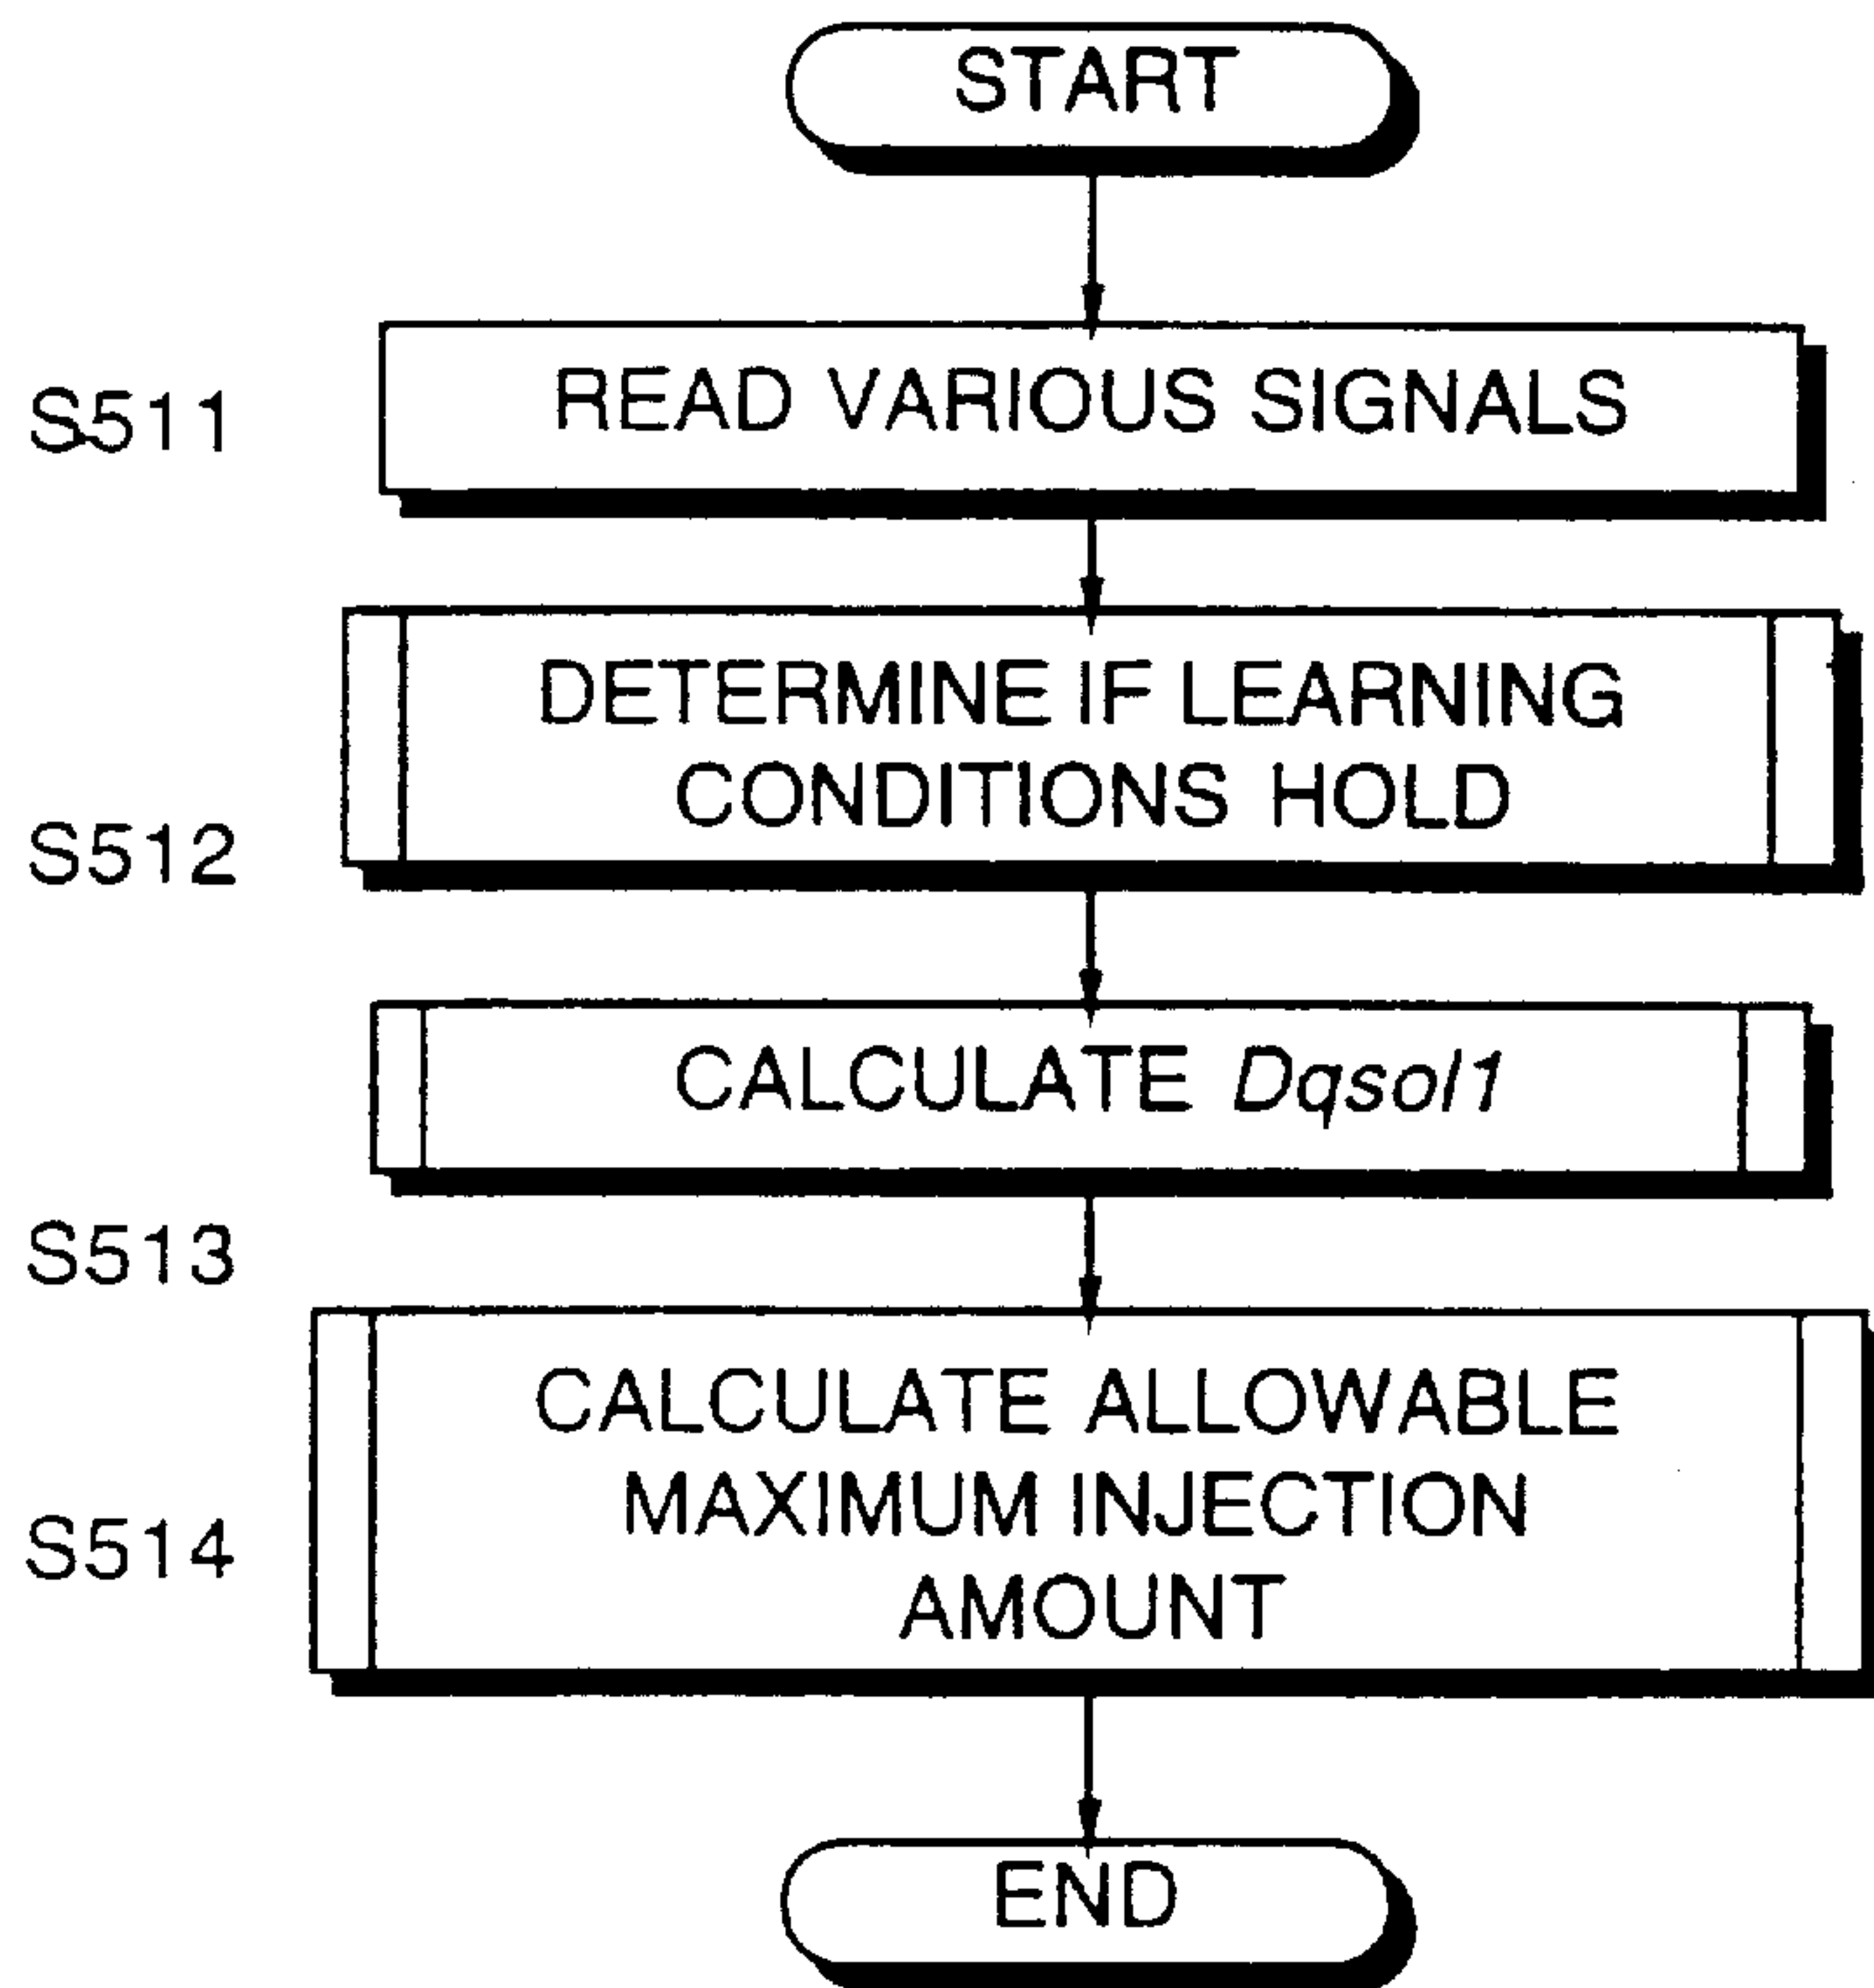 START
S511
READ VARIOUS SIGNALS
DETERMINE IF LEARNING
CONDITIONS HOLD
S512
CALCULATE Dqsol1
S513
CALCULATE ALLOWABLE
MAXIMUM INJECTION
S514
AMOUNT
END